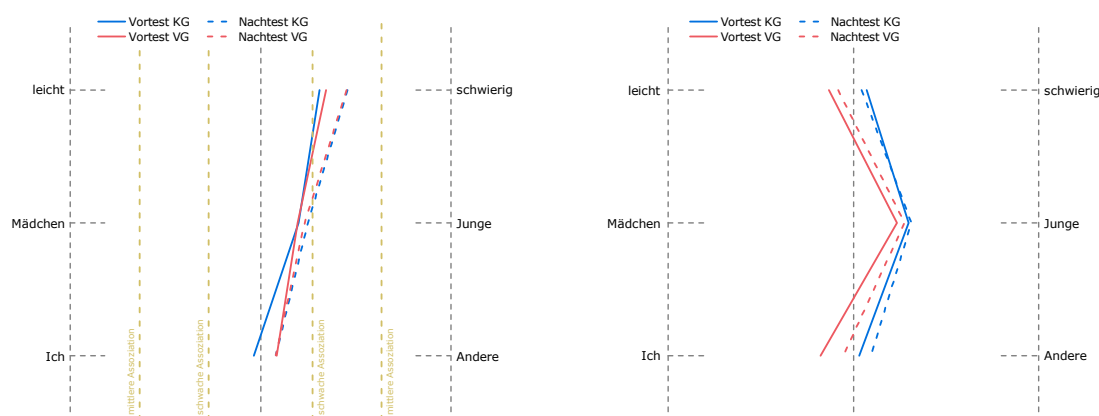 Vortest KG Nachtest KG
Vortest VG Nachtest VG
leicht schwierig
Mädchen Junge
Ich Andere
mittlere Assoziation
schwache Assoziation
schwache Assoziation
mittlere Assoziation
Vortest KG Nachtest KG
Vortest VG Nachtest VG
leicht schwierig
Mädchen Junge
Ich Andere